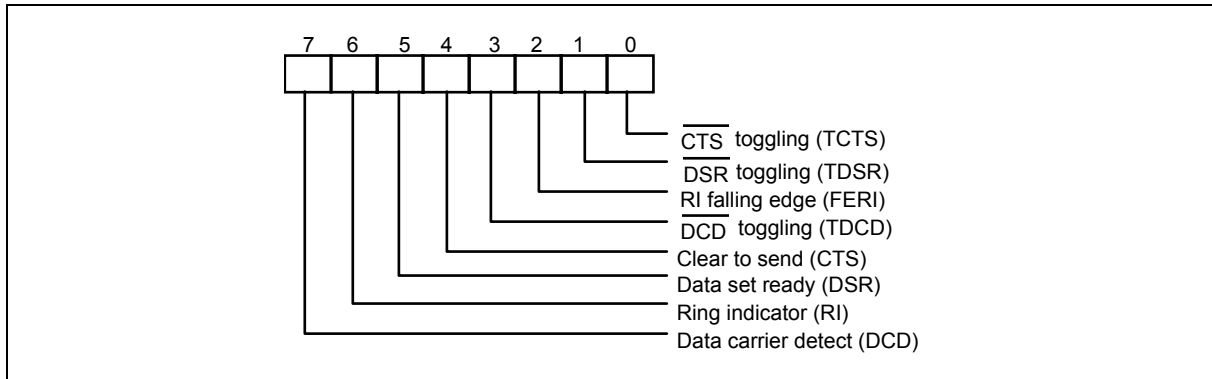 7 6 5 4 3 2 1 0
CTS toggling (TCTS)
DSR toggling (TDSR)
RI falling edge (FERI)
DCD toggling (TDCD)
Clear to send (CTS)
Data set ready (DSR)
Ring indicator (RI)
Data carrier detect (DCD)